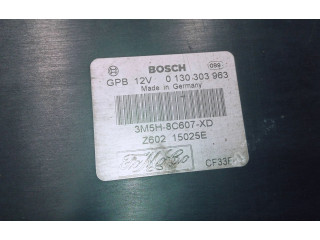 BOSCH
GPB 12V 0 130 303 963
Made in Germany
3M5H-8C607-XD
Z602 15025E
CF33F